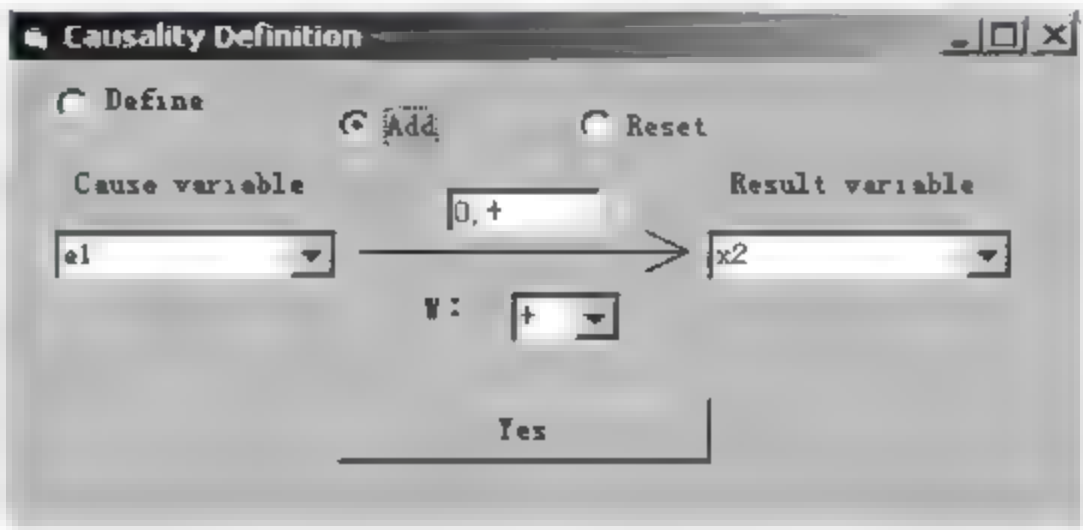 Causality Definition
Define
Add
Reset
Cause variable
Result variable
0, +
e1
x2
W:
+
Yes